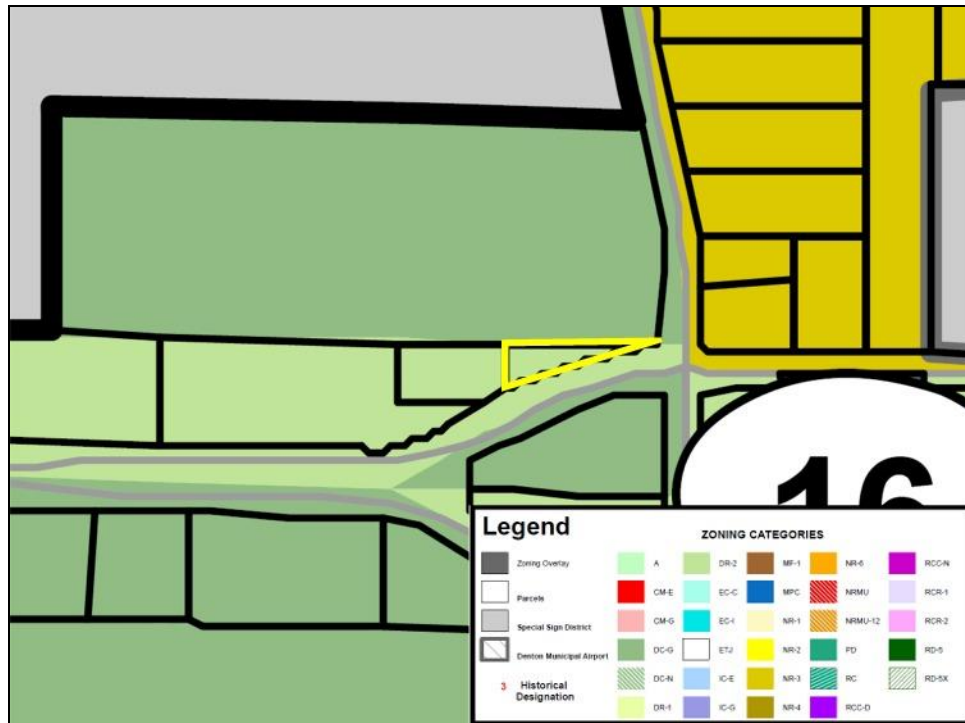 16
Legend
ZONING CATEGORIES
Zoning Overlay
Parcels
Special Sign District
Denton Municipal Airport
3 Historical
Designation
A
CM-E
CM-G
DC-G
DC-N
DR-1
DR-2
EC-C
EC-I
ETJ
IC-E
IC-G
MF-1
MPC
NR-1
NR-2
NR-3
NR-4
NR-6
NRMU
NRMU-12
PD
RC
RCC-D
RCC-N
RCR-1
RCR-2
RD-5
RD-5X